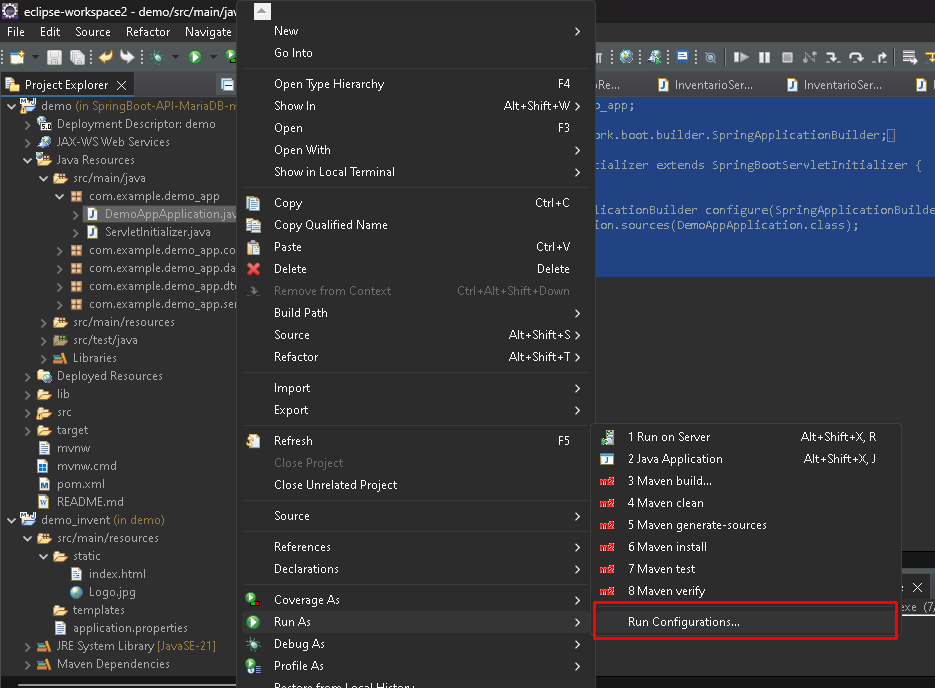 eclipse-workspace2 - demo/src/main/jav
File Edit Source Refactor Navigate
Project Explorer
demo (in SpringBoot-API-MariaDB-m
Deployment Descriptor: demo
JAX-WS Web Services
Java Resources
src/main/java
com.example.demo_app
DemoAppApplication.jav
ServletInitializer.java
com.example.demo_app.co
com.example.demo_app.da
com.example.demo_app.dt
com.example.demo_app.ser
src/main/resources
src/test/java
Libraries
Deployed Resources
lib
src
target
mvnw
mvnw.cmd
pom.xml
README.md
demo_invent (in demo)
src/main/resources
static
index.html
Logo.jpg
templates
application.properties
JRE System Library [JavaSE-21]
Maven Dependencies
New
Go Into
Open Type Hierarchy F4
Show In Alt+Shift+W
Open F3
Open With
Show in Local Terminal
Copy Ctrl+C
Copy Qualified Name
Paste Ctrl+V
Delete Delete
Remove from Context Ctrl+Alt+Shift+Down
Build Path
Source Alt+Shift+S
Refactor Alt+Shift+T
Import
Export
Refresh F5
Close Project
Close Unrelated Project
Source
References
Declarations
Coverage As
Run As
Debug As
Profile As
Restore from Local History...
oRe... InventarioSer... InventarioSer...
o_app;
ork.boot.builder.SpringApplicationBuilder;
ializer extends SpringBootServletInitializer {
licationBuilder configure(SpringApplicationBuilde
ion.sources(DemoAppApplication.class);
1 Run on Server Alt+Shift+X, R
2 Java Application Alt+Shift+X, J
3 Maven build...
4 Maven clean
5 Maven generate-sources
6 Maven install
7 Maven test
8 Maven verify
Run Configurations...
exe (7/